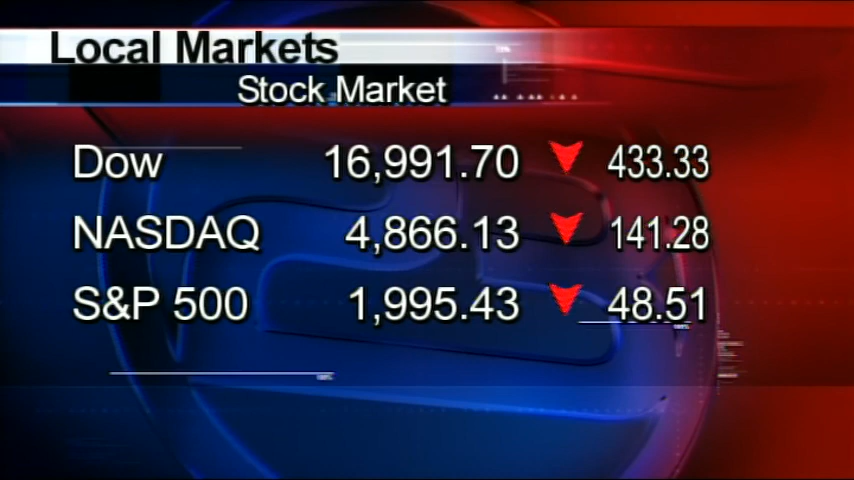 Local Markets
Stock Market
Dow 16,991.70 433.33
NASDAQ 4,866.13 141.28
S&P 500 1,995.43 48.51